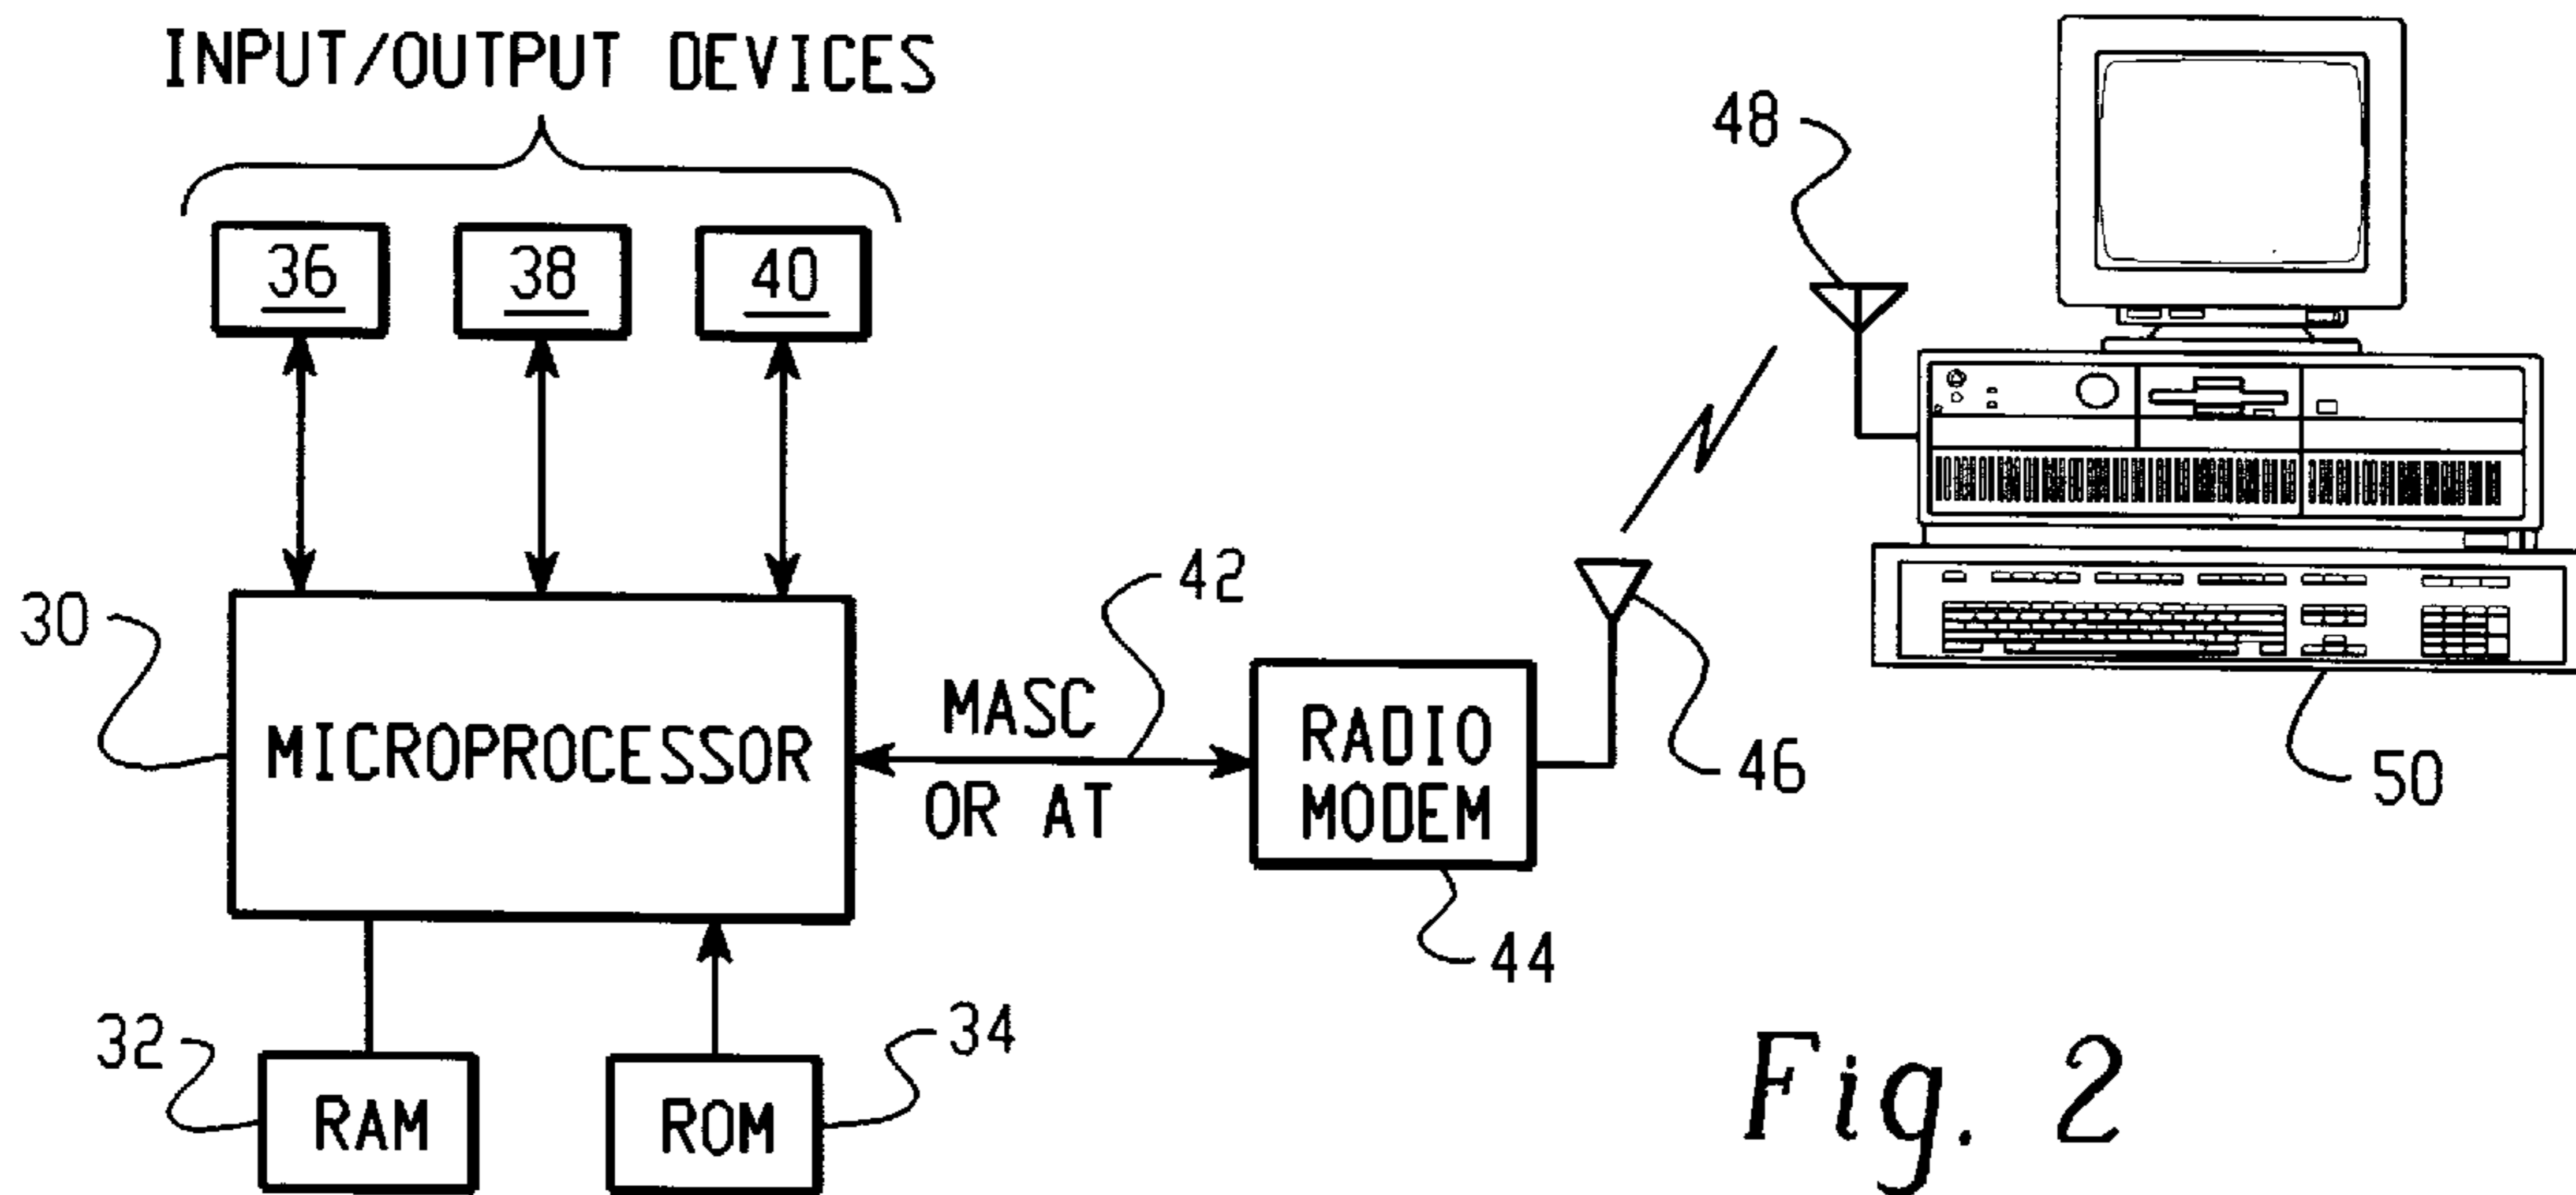 INPUT/OUTPUT DEVICES
48
36
38
40
42
30
MASC
MICROPROCESSOR
OR AT
RADIO
MODEM
46
50
44
32
34
RAM
ROM
Fig. 2